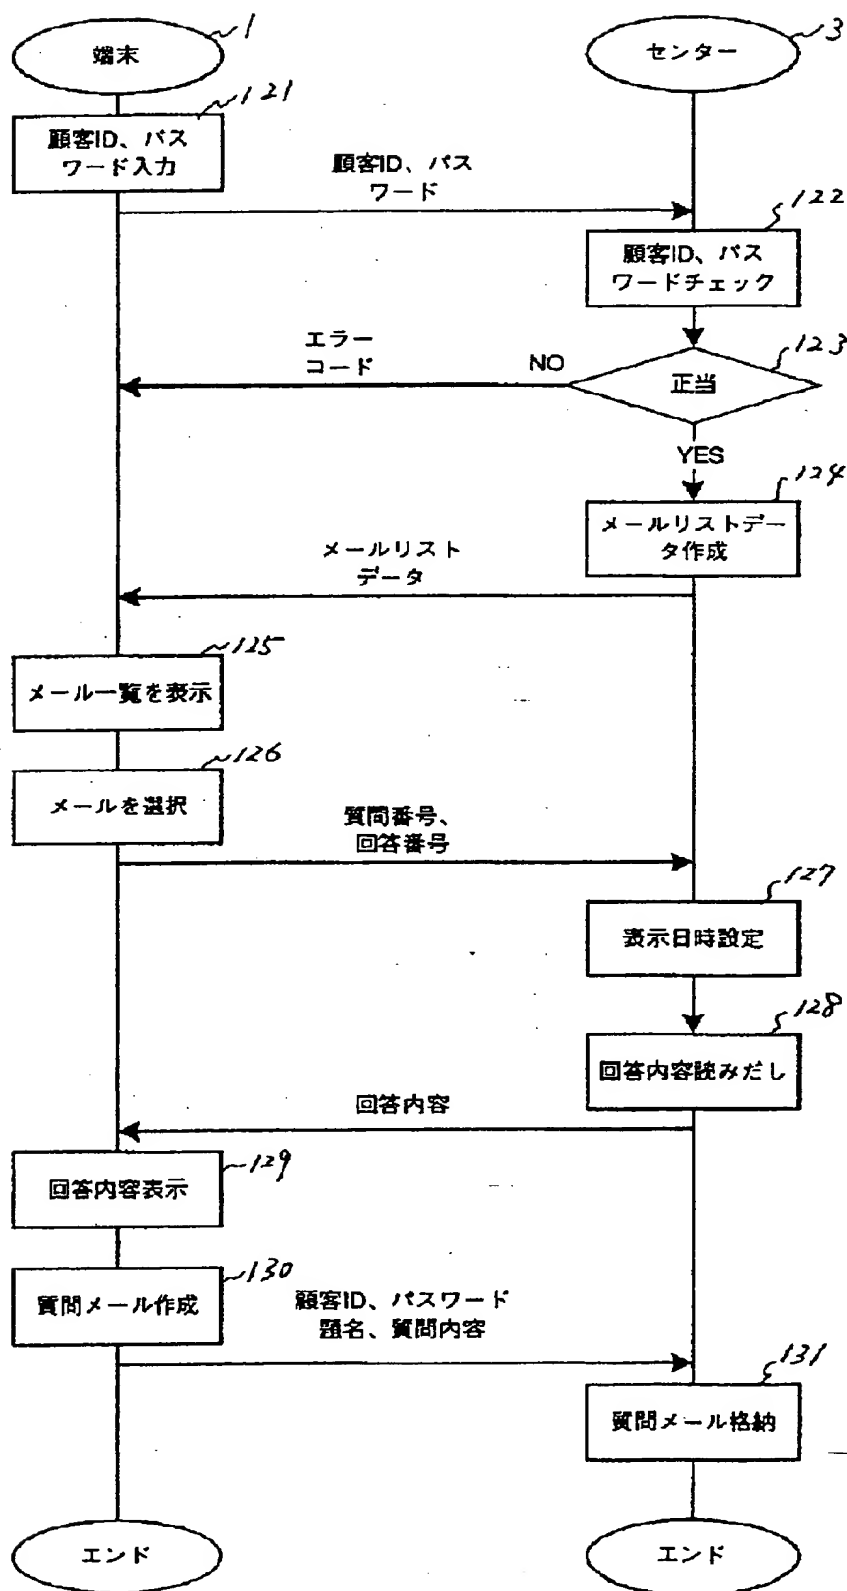 端末
1
センター
3
121
顧客ID、パス
ワード入力
顧客ID、パス
ワード
122
顧客ID、パス
ワードチェック
エラー
コード
NO
123
正当
YES
124
メールリストデー
タ作成
メールリスト
データ
125
メール一覧を表示
126
メールを選択
質問番号、
回答番号
127
表示日時設定
128
回答内容読みだし
回答内容
129
回答内容表示
130
質問メール作成
顧客ID、パスワード
題名、質問内容
131
質問メール格納
エンド
エンド